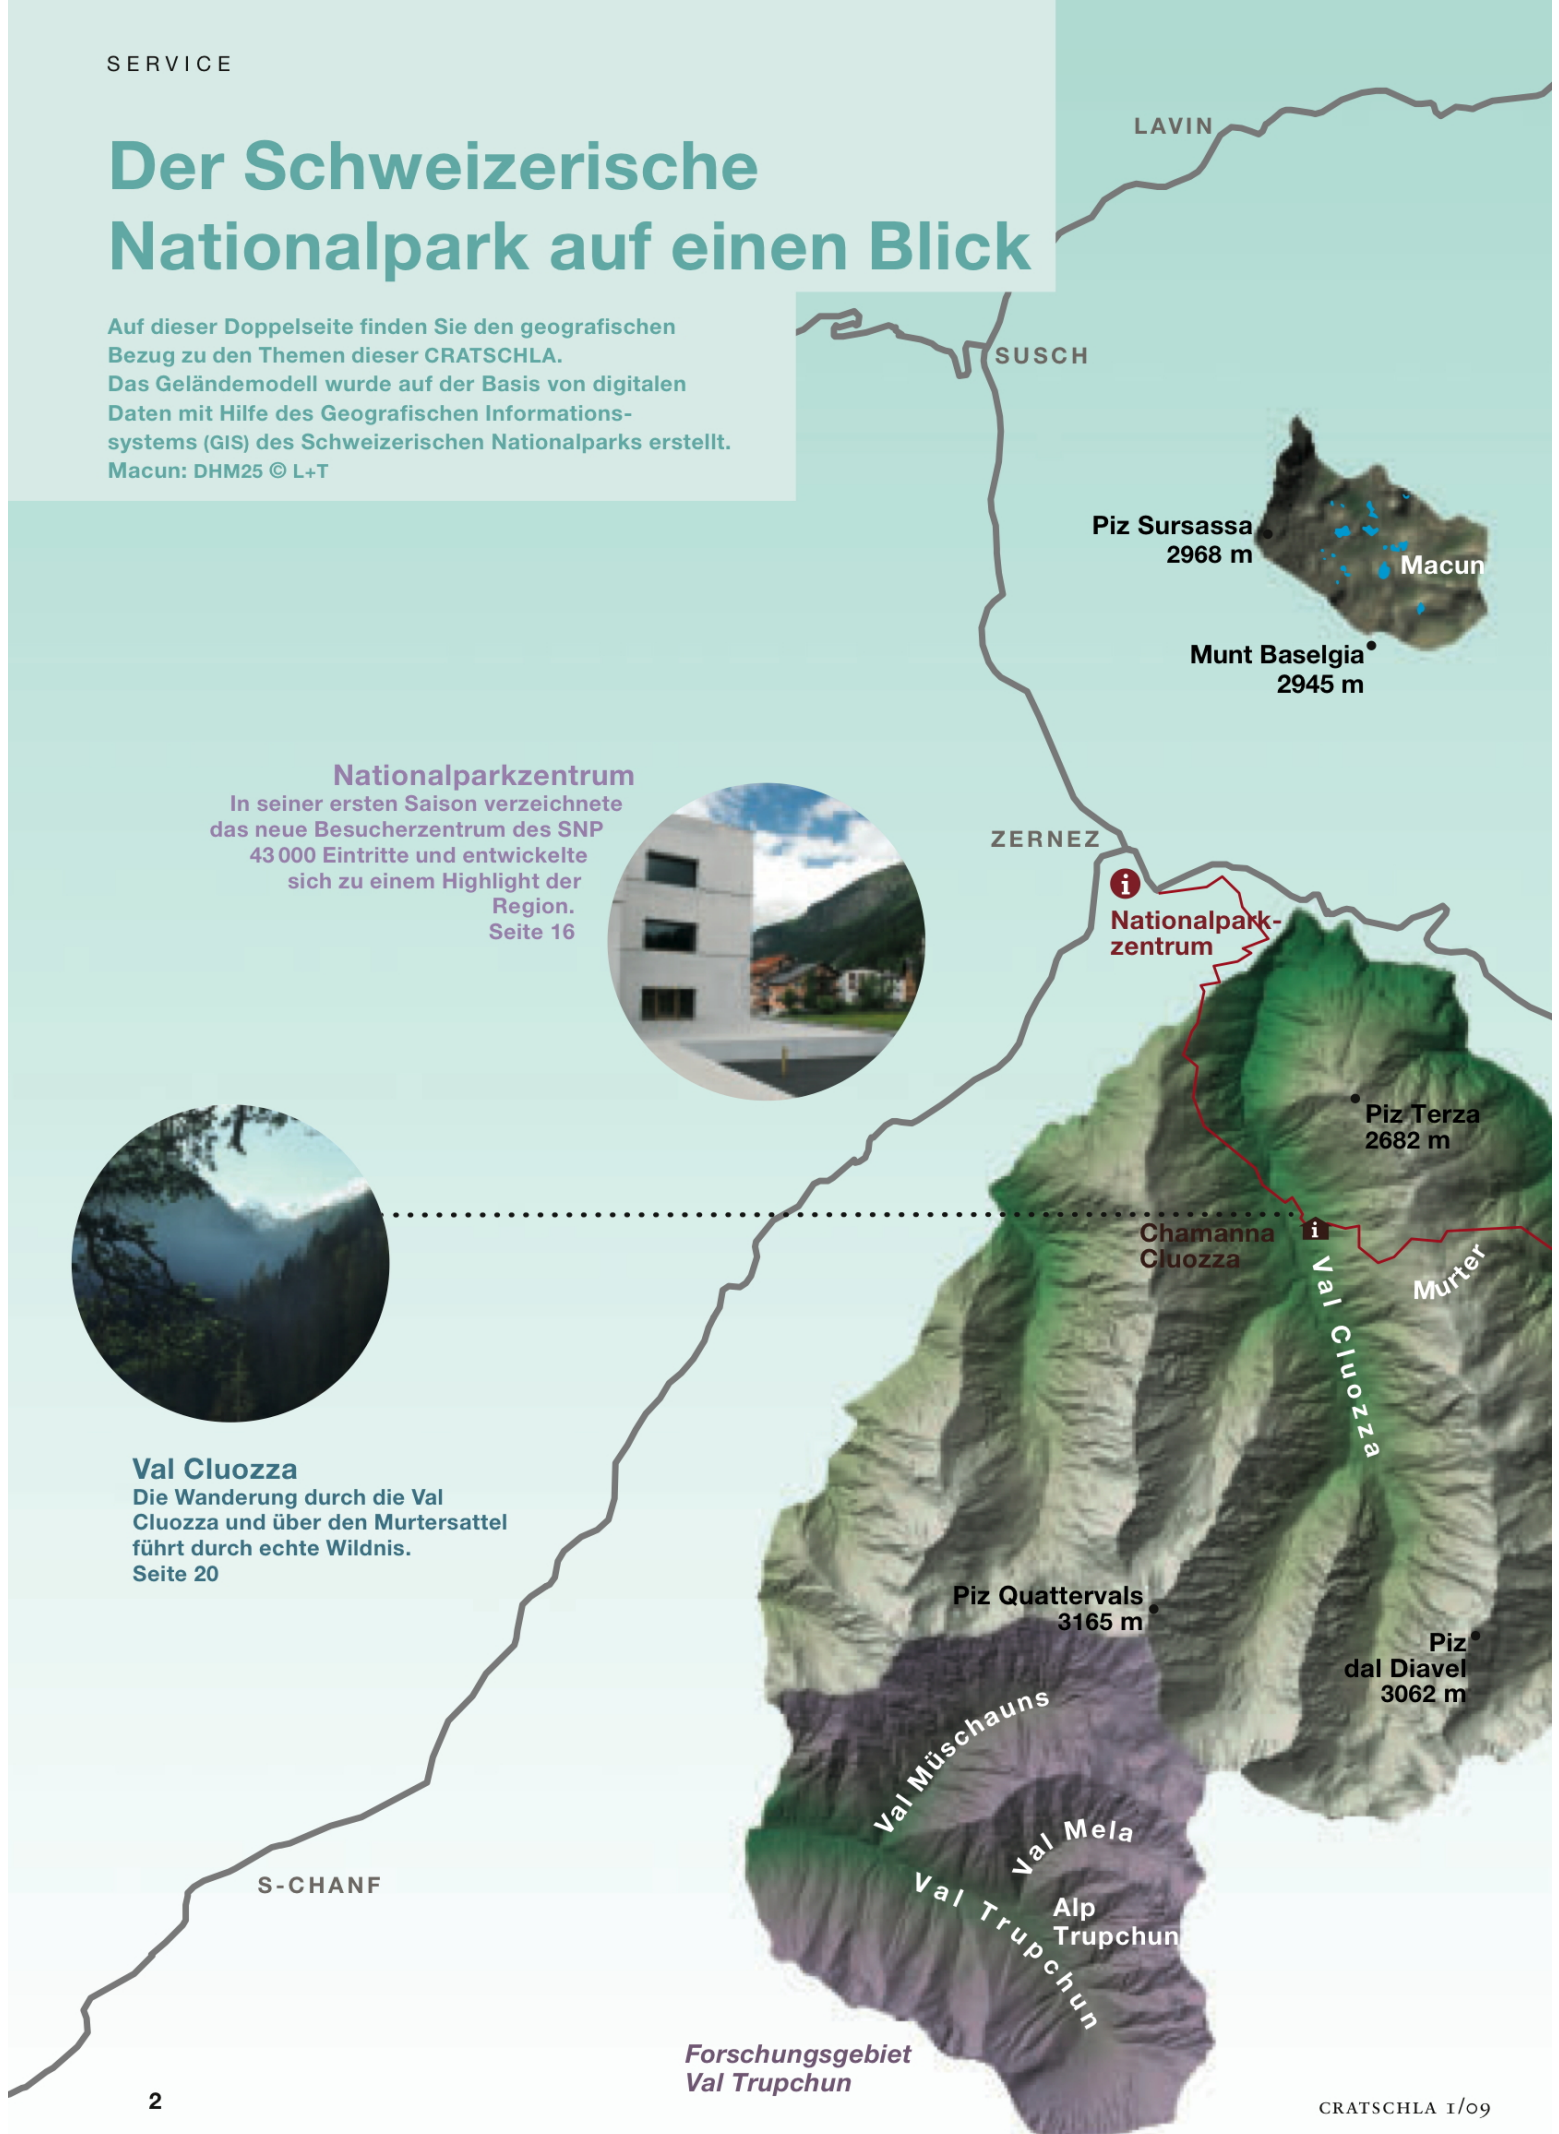 SERVICE
Der Schweizerische
Nationalpark auf einen Blick
Auf dieser Doppelseite finden Sie den geografischen
Bezug zu den Themen dieser CRATSCHLA.
Das Geländemodell wurde auf der Basis von digitalen
Daten mit Hilfe des Geografischen Informations-
systems (GIS) des Schweizerischen Nationalparks erstellt.
Macun: DHM25 © L+T
LAVIN
SUSCH
Piz Sursassa
2968 m
Macun
Munt Baselgia
2945 m
Nationalparkzentrum
In seiner ersten Saison verzeichnete
das neue Besucherzentrum des SNP
43 000 Eintritte und entwickelte
sich zu einem Highlight der
Region.
Seite 16
ZERNEZ
i
Nationalpark-
zentrum
Piz Terza
2682 m
Chamanna
Cluozza
i
Murter
Val Cluozza
Val Cluozza
Die Wanderung durch die Val
Cluozza und über den Murtersattel
führt durch echte Wildnis.
Seite 20
Piz Quattervals
3165 m
Piz
dal Diavel
3062 m
Val Müschauns
Val Mela
Val Trupchun
Alp
Trupchun
S-CHANF
Forschungsgebiet
Val Trupchun
2
CRATSCHLA 1/09